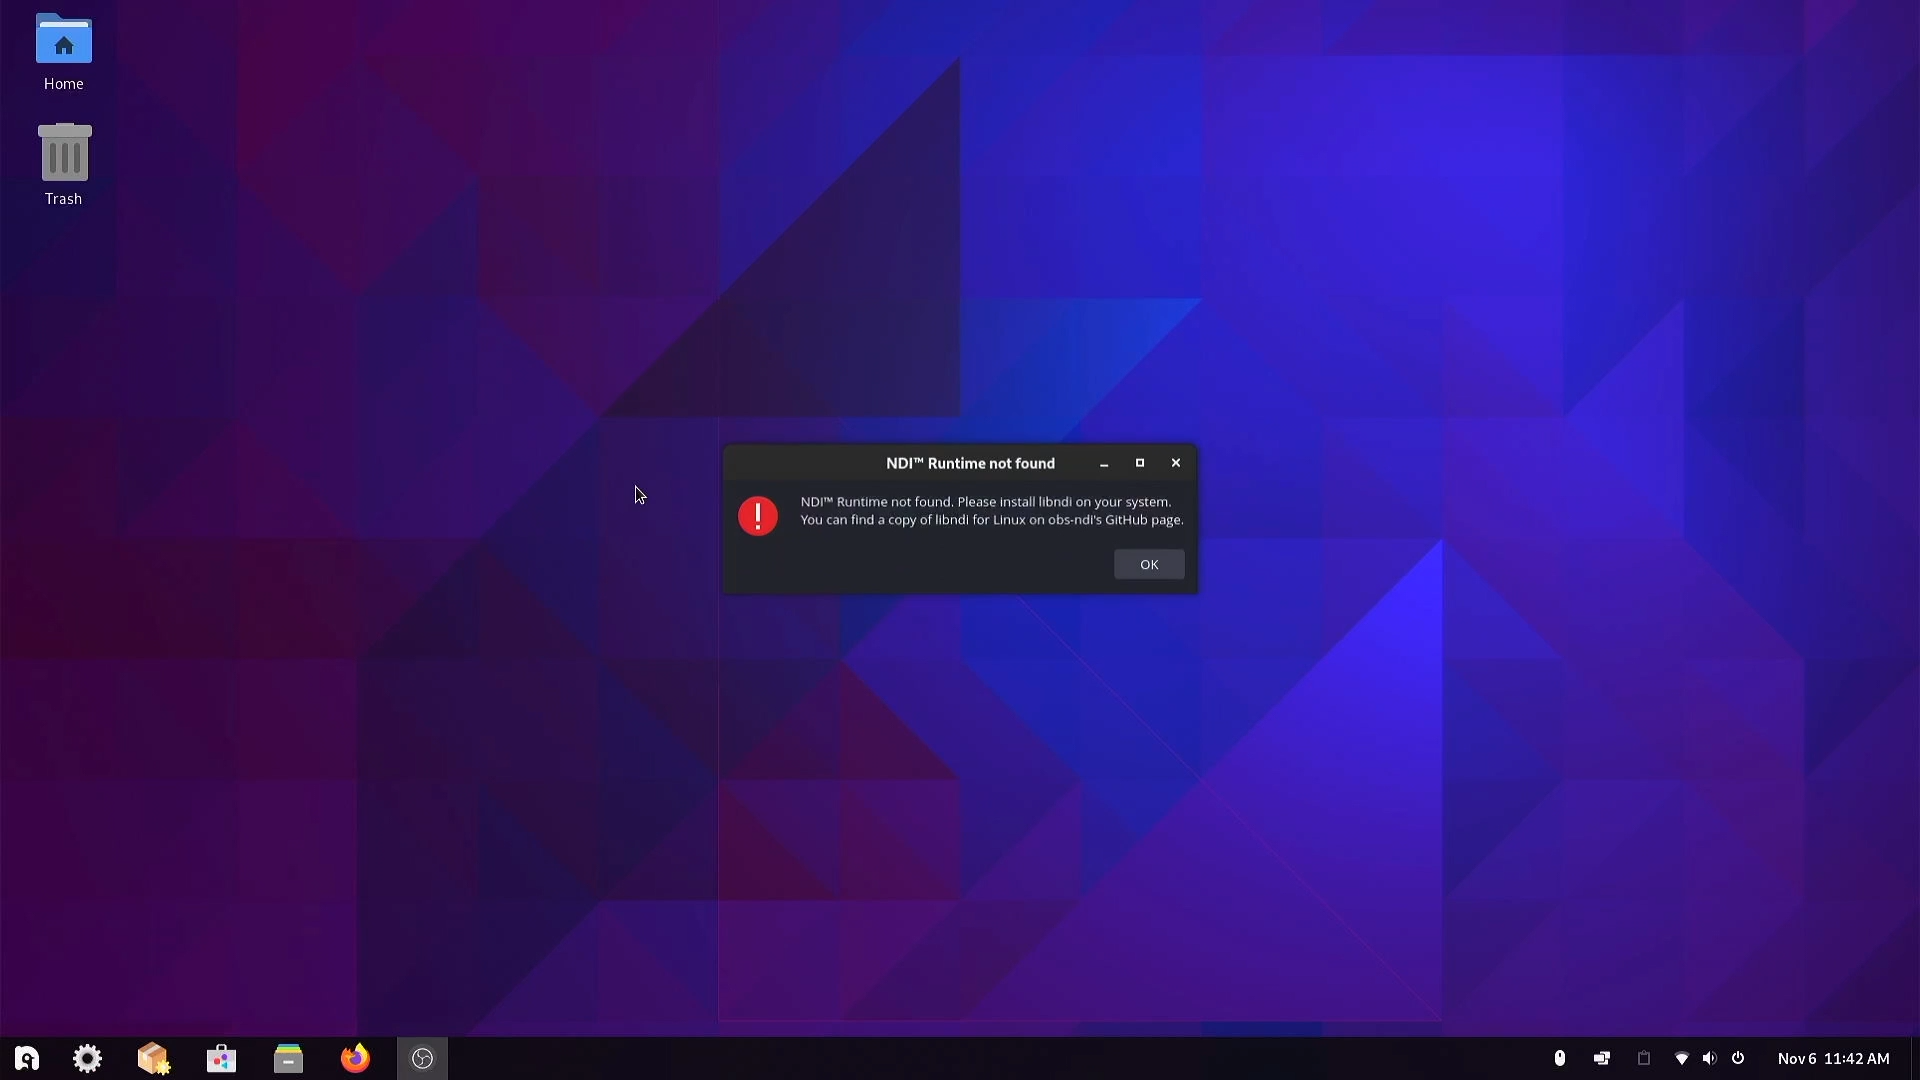 Home
Trash
NDI™ Runtime not found
NDI™ Runtime not found. Please install libndi on your system.
You can find a copy of libndi for Linux on obs-ndi's GitHub page.
OK
Nov 6 11:42 AM